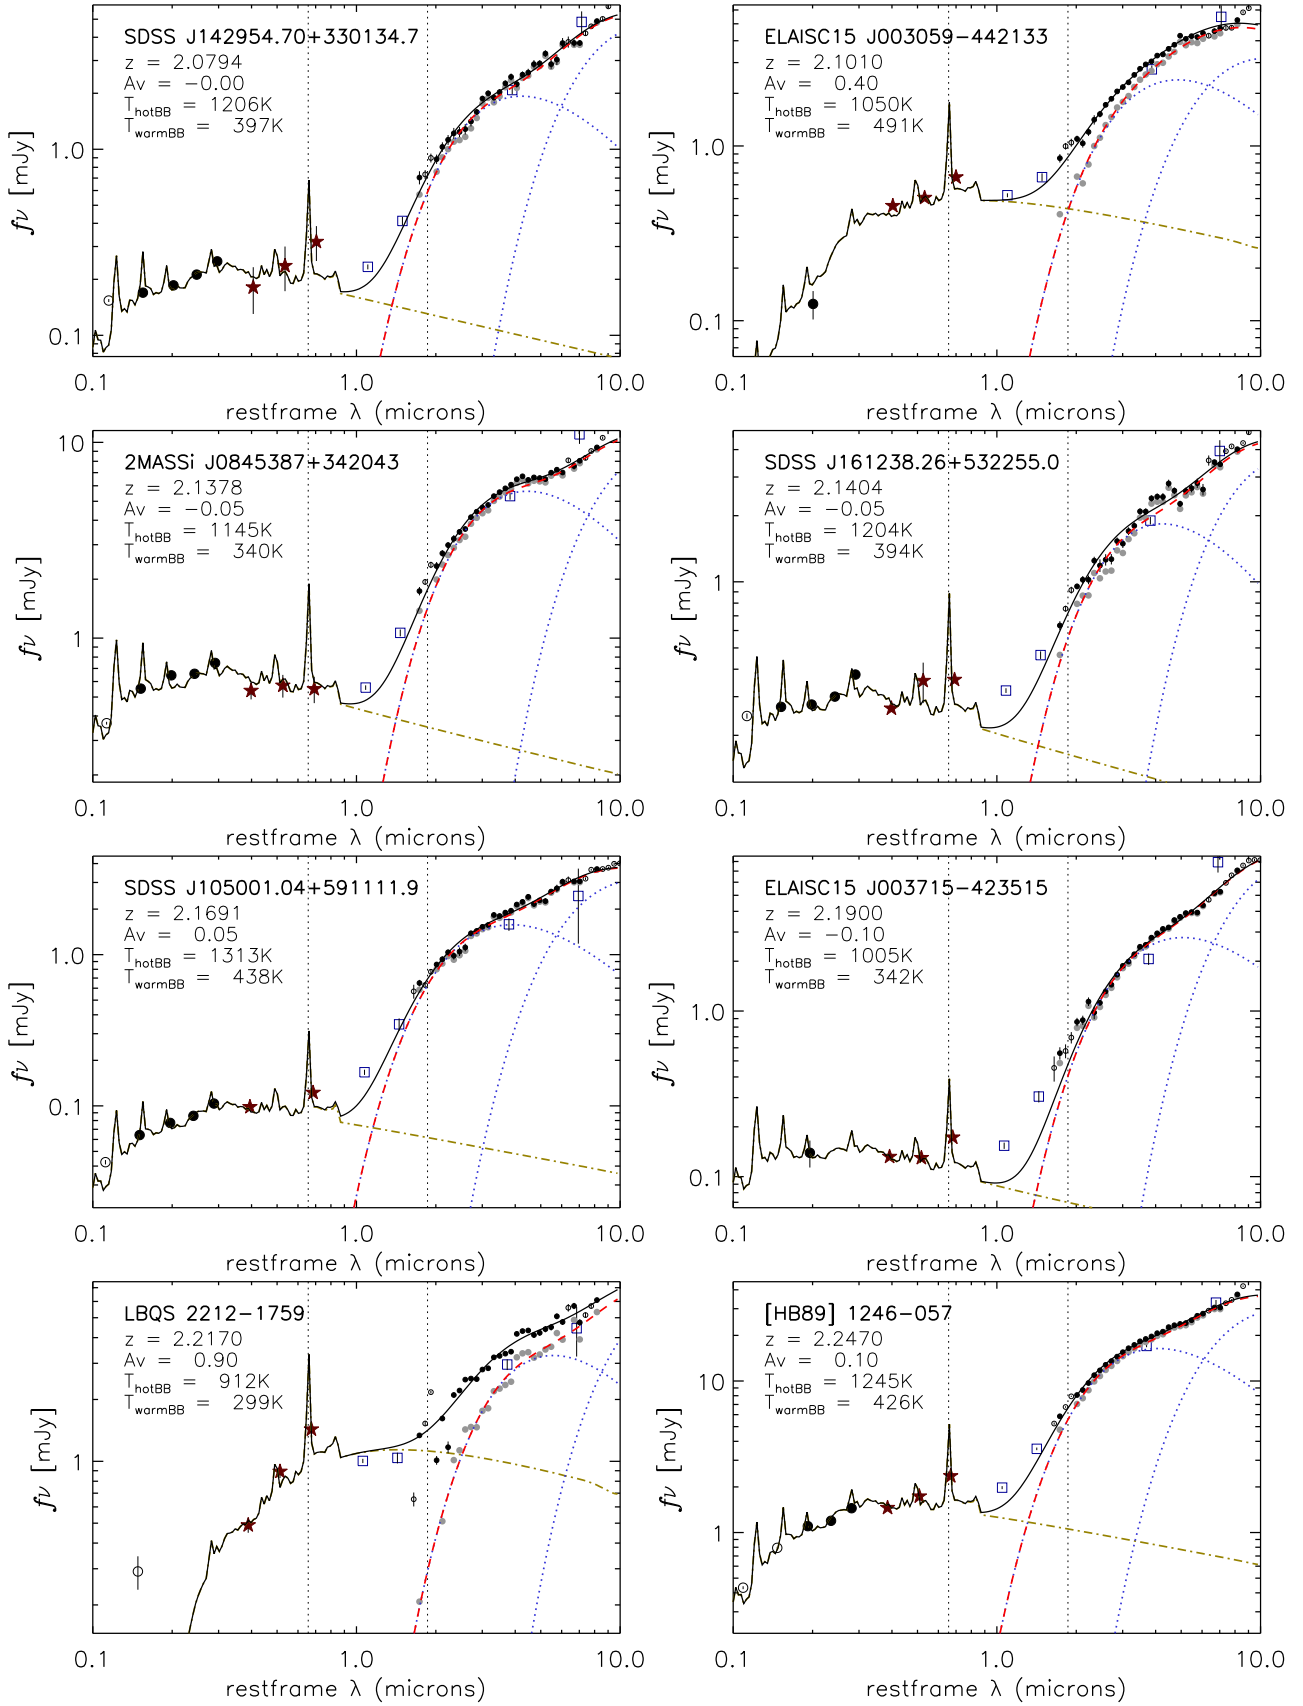 SDSS J142954.70+330134.7
z = 2.0794
Av = −0.00
ThotBB = 1206K
TwarmBB = 397K
1.0
0.1
fν [mJy]
0.1 1.0 10.0
restframe λ (microns)
ELAISC15 J003059−442133
z = 2.1010
Av = 0.40
ThotBB = 1050K
TwarmBB = 491K
1.0
0.1
fν [mJy]
0.1 1.0 10.0
restframe λ (microns)
2MASSi J0845387+342043
z = 2.1378
Av = −0.05
ThotBB = 1145K
TwarmBB = 340K
10
1
fν [mJy]
0.1 1.0 10.0
restframe λ (microns)
SDSS J161238.26+532255.0
z = 2.1404
Av = −0.05
ThotBB = 1204K
TwarmBB = 394K
1
fν [mJy]
0.1 1.0 10.0
restframe λ (microns)
SDSS J105001.04+591111.9
z = 2.1691
Av = 0.05
ThotBB = 1313K
TwarmBB = 438K
1.0
0.1
fν [mJy]
0.1 1.0 10.0
restframe λ (microns)
ELAISC15 J003715−423515
z = 2.1900
Av = −0.10
ThotBB = 1005K
TwarmBB = 342K
1.0
0.1
fν [mJy]
0.1 1.0 10.0
restframe λ (microns)
LBQS 2212−1759
z = 2.2170
Av = 0.90
ThotBB = 912K
TwarmBB = 299K
1
fν [mJy]
0.1 1.0 10.0
restframe λ (microns)
[HB89] 1246−057
z = 2.2470
Av = 0.10
ThotBB = 1245K
TwarmBB = 426K
10
1
fν [mJy]
0.1 1.0 10.0
restframe λ (microns)